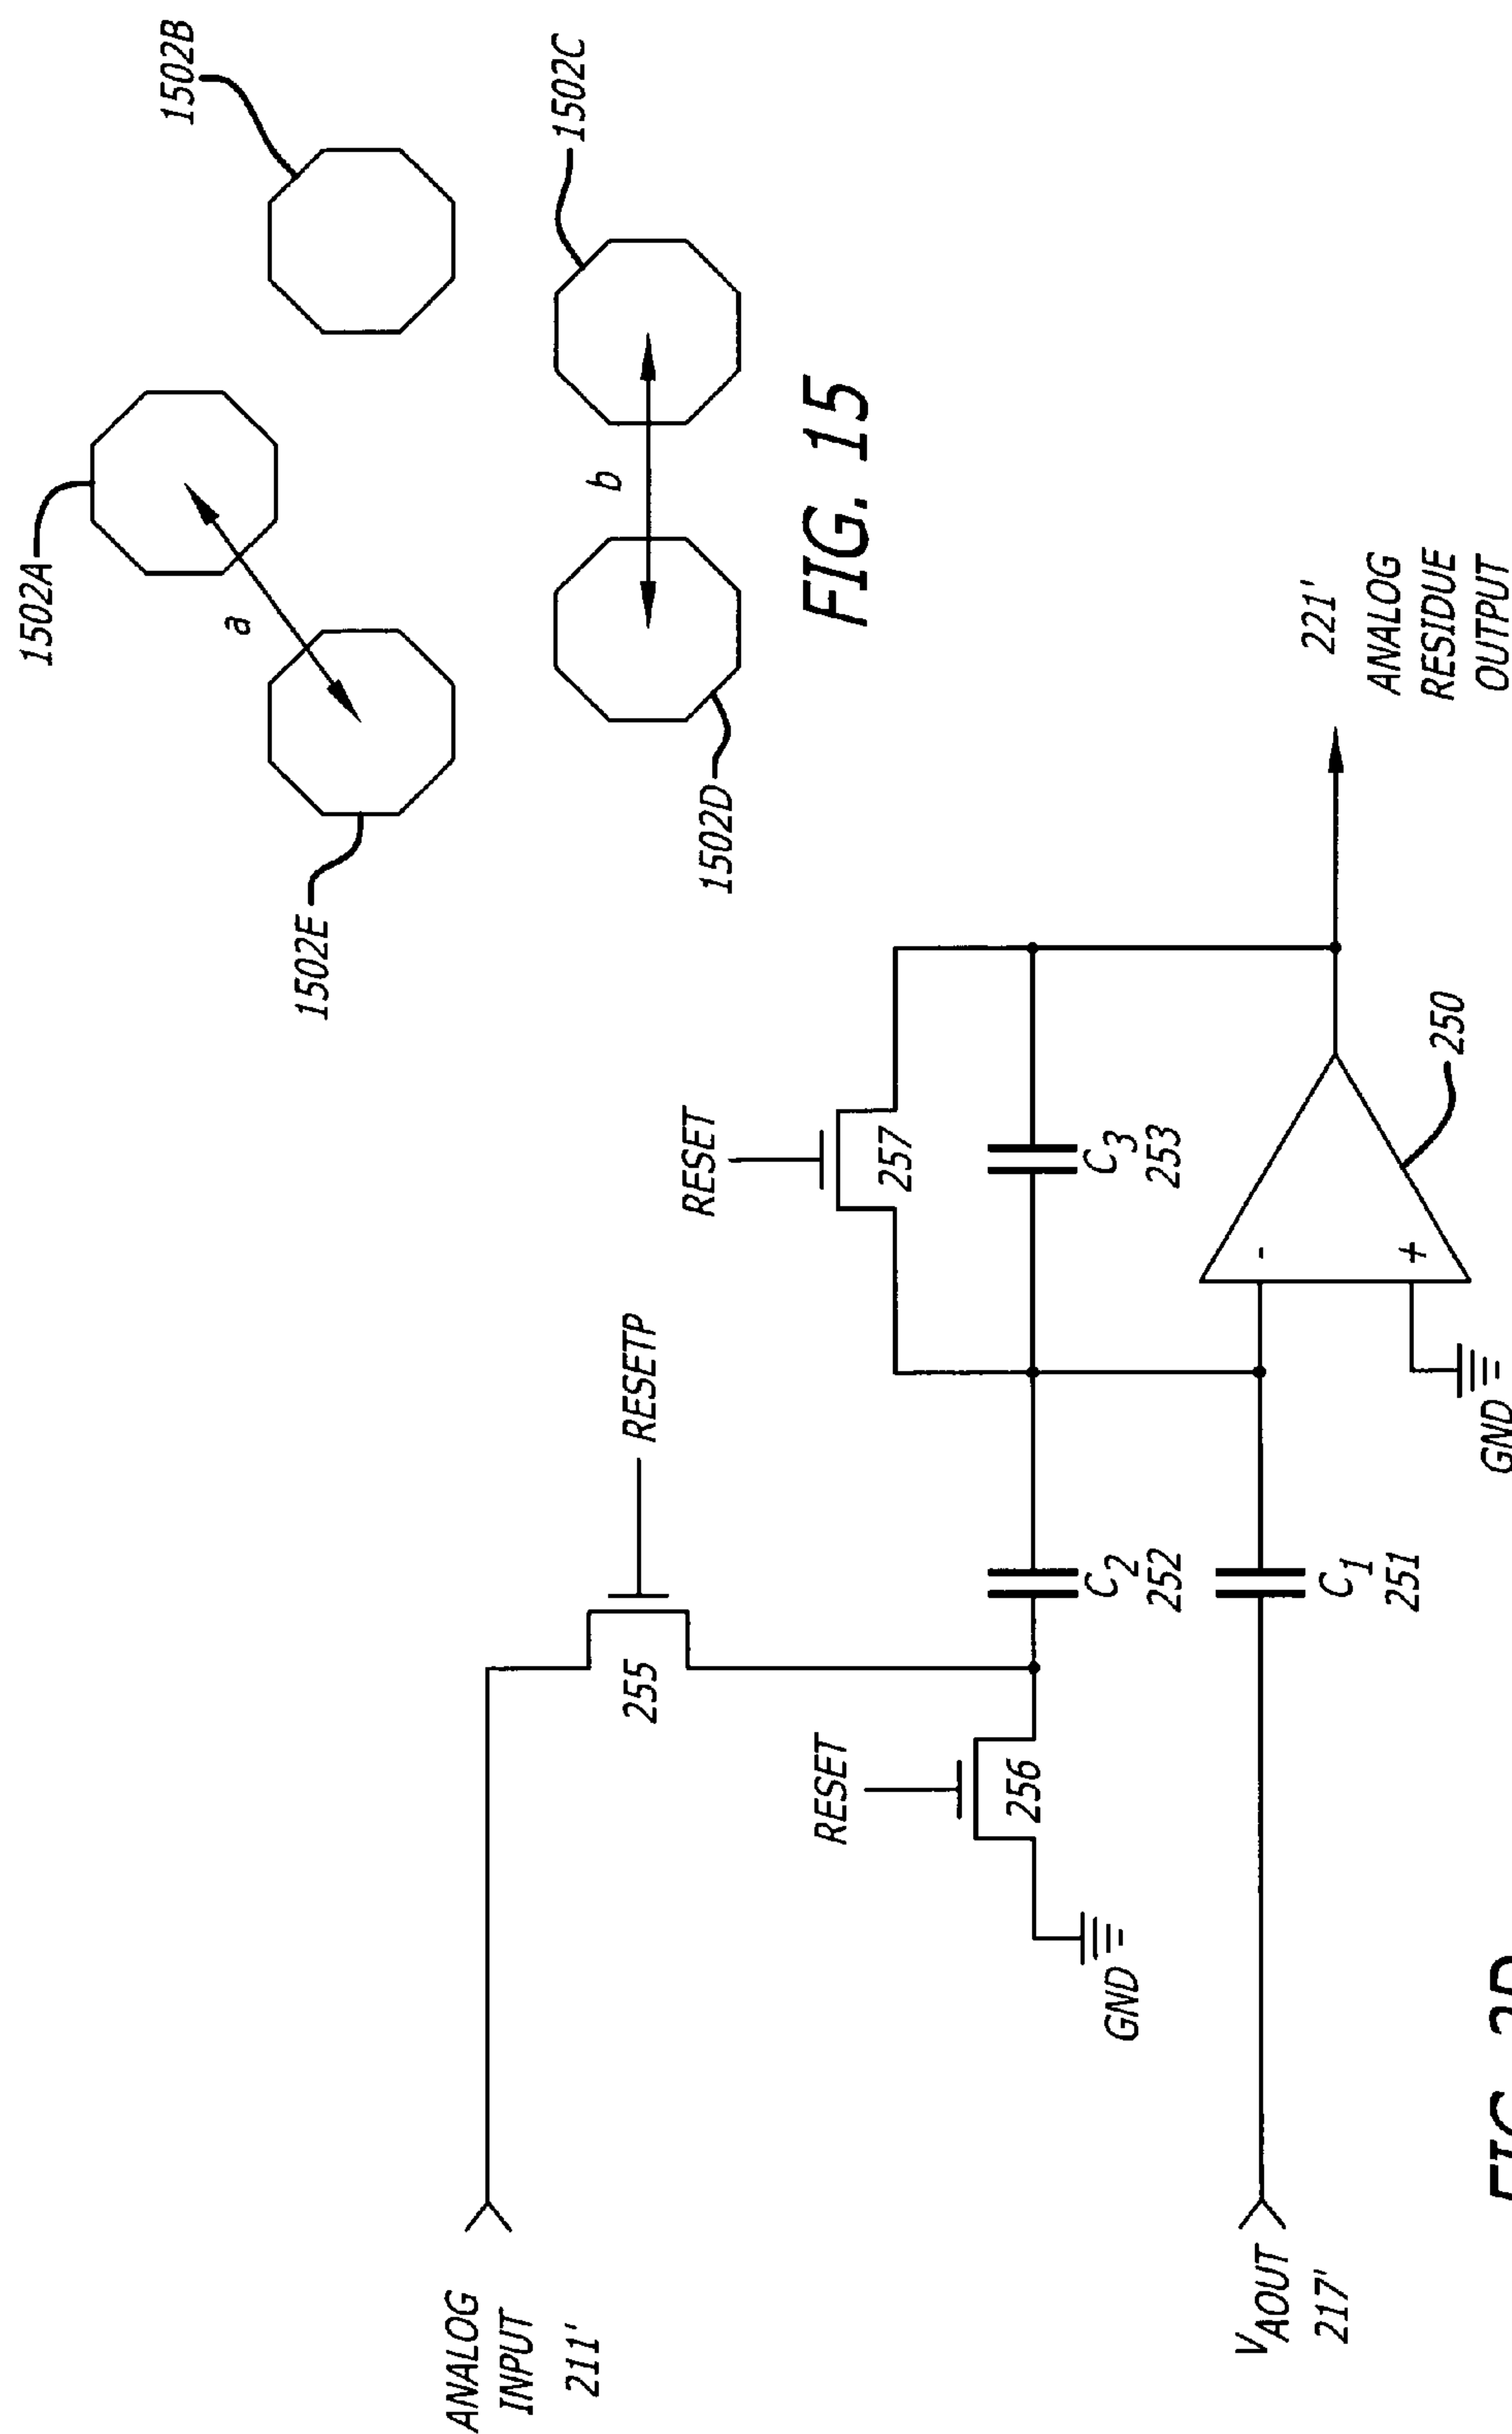 1502A
1502B
1502E
a
b
1502C
1502D
FIG. 15
ANALOG
INPUT
211'
255
RESETP
RESET
256
GND
RESET
257
C2
252
C3
253
VAOUT
217'
C1
251
-
+
GND
250
221'
ANALOG
RESIDUE
OUTPUT